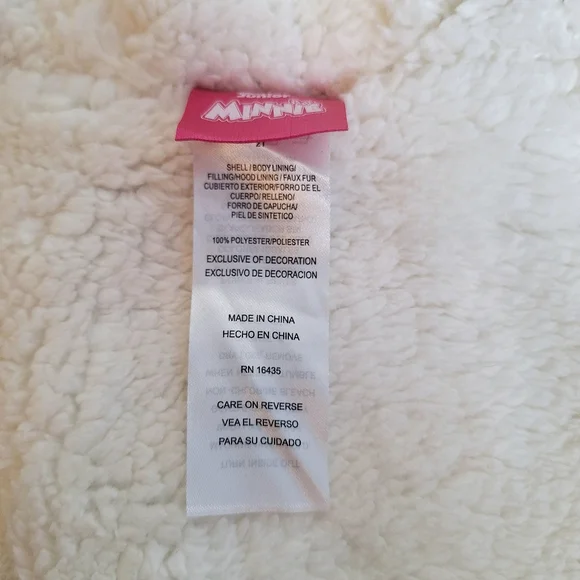 Junior
MINNIE
2T
SHELL / BODY LINING/
FILLING/HOOD LINING / FAUX FUR
CUBIERTO EXTERIOR/FORRO DE EL
CUERPO/ RELLENO/
FORRO DE CAPUCHA/
PIEL DE SINTETICO
100% POLYESTER/POLIESTER
EXCLUSIVE OF DECORATION
EXCLUSIVO DE DECORACION
MADE IN CHINA
HECHO EN CHINA
RN 16435
CARE ON REVERSE
VEA EL REVERSO
PARA SU CUIDADO